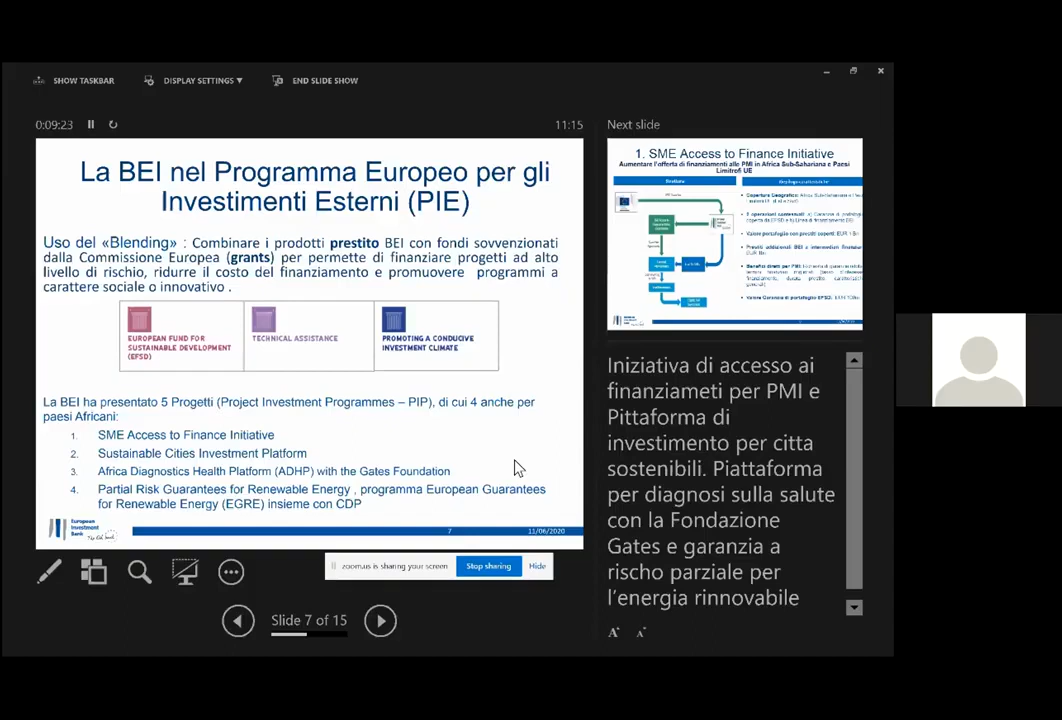 SHOW TASKBAR
DISPLAY SETTINGS ▼
END SLIDE SHOW
0:09:23
11:15
Next slide
La BEI nel Programma Europeo per gli
Investimenti Esterni (PIE)
Uso del «Blending» : Combinare i prodotti prestito BEI con fondi sovvenzionati
dalla Commissione Europea (grants) per permette di finanziare progetti ad alto
livello di rischio, ridurre il costo del finanziamento e promuovere programmi a
carattere sociale o innovativo .
EUROPEAN FUND FOR
SUSTAINABLE DEVELOPMENT
(EFSD)
TECHNICAL ASSISTANCE
PROMOTING A CONDUCIVE
INVESTMENT CLIMATE
La BEI ha presentato 5 Progetti (Project Investment Programmes – PIP), di cui 4 anche per
paesi Africani:
1. SME Access to Finance Initiative
2. Sustainable Cities Investment Platform
3. Africa Diagnostics Health Platform (ADHP) with the Gates Foundation
4. Partial Risk Guarantees for Renewable Energy , programma European Guarantees
for Renewable Energy (EGRE) insieme con CDP
European
Investment
Bank
The EU bank
7
11/06/2020
zoom.us is sharing your screen
Stop sharing
Hide
Slide 7 of 15
1. SME Access to Finance Initiative
Aumentare l'offerta di finanziamenti alle PMI in Africa Sub-Sahariana e Paesi
Limitrofi UE
Iniziativa di accesso ai
finanziameti per PMI e
Pittaforma di
investimento per citta
sostenibili. Piattaforma
per diagnosi sulla salute
con la Fondazione
Gates e garanzia a
rischo parziale per
l'energia rinnovabile
A
A